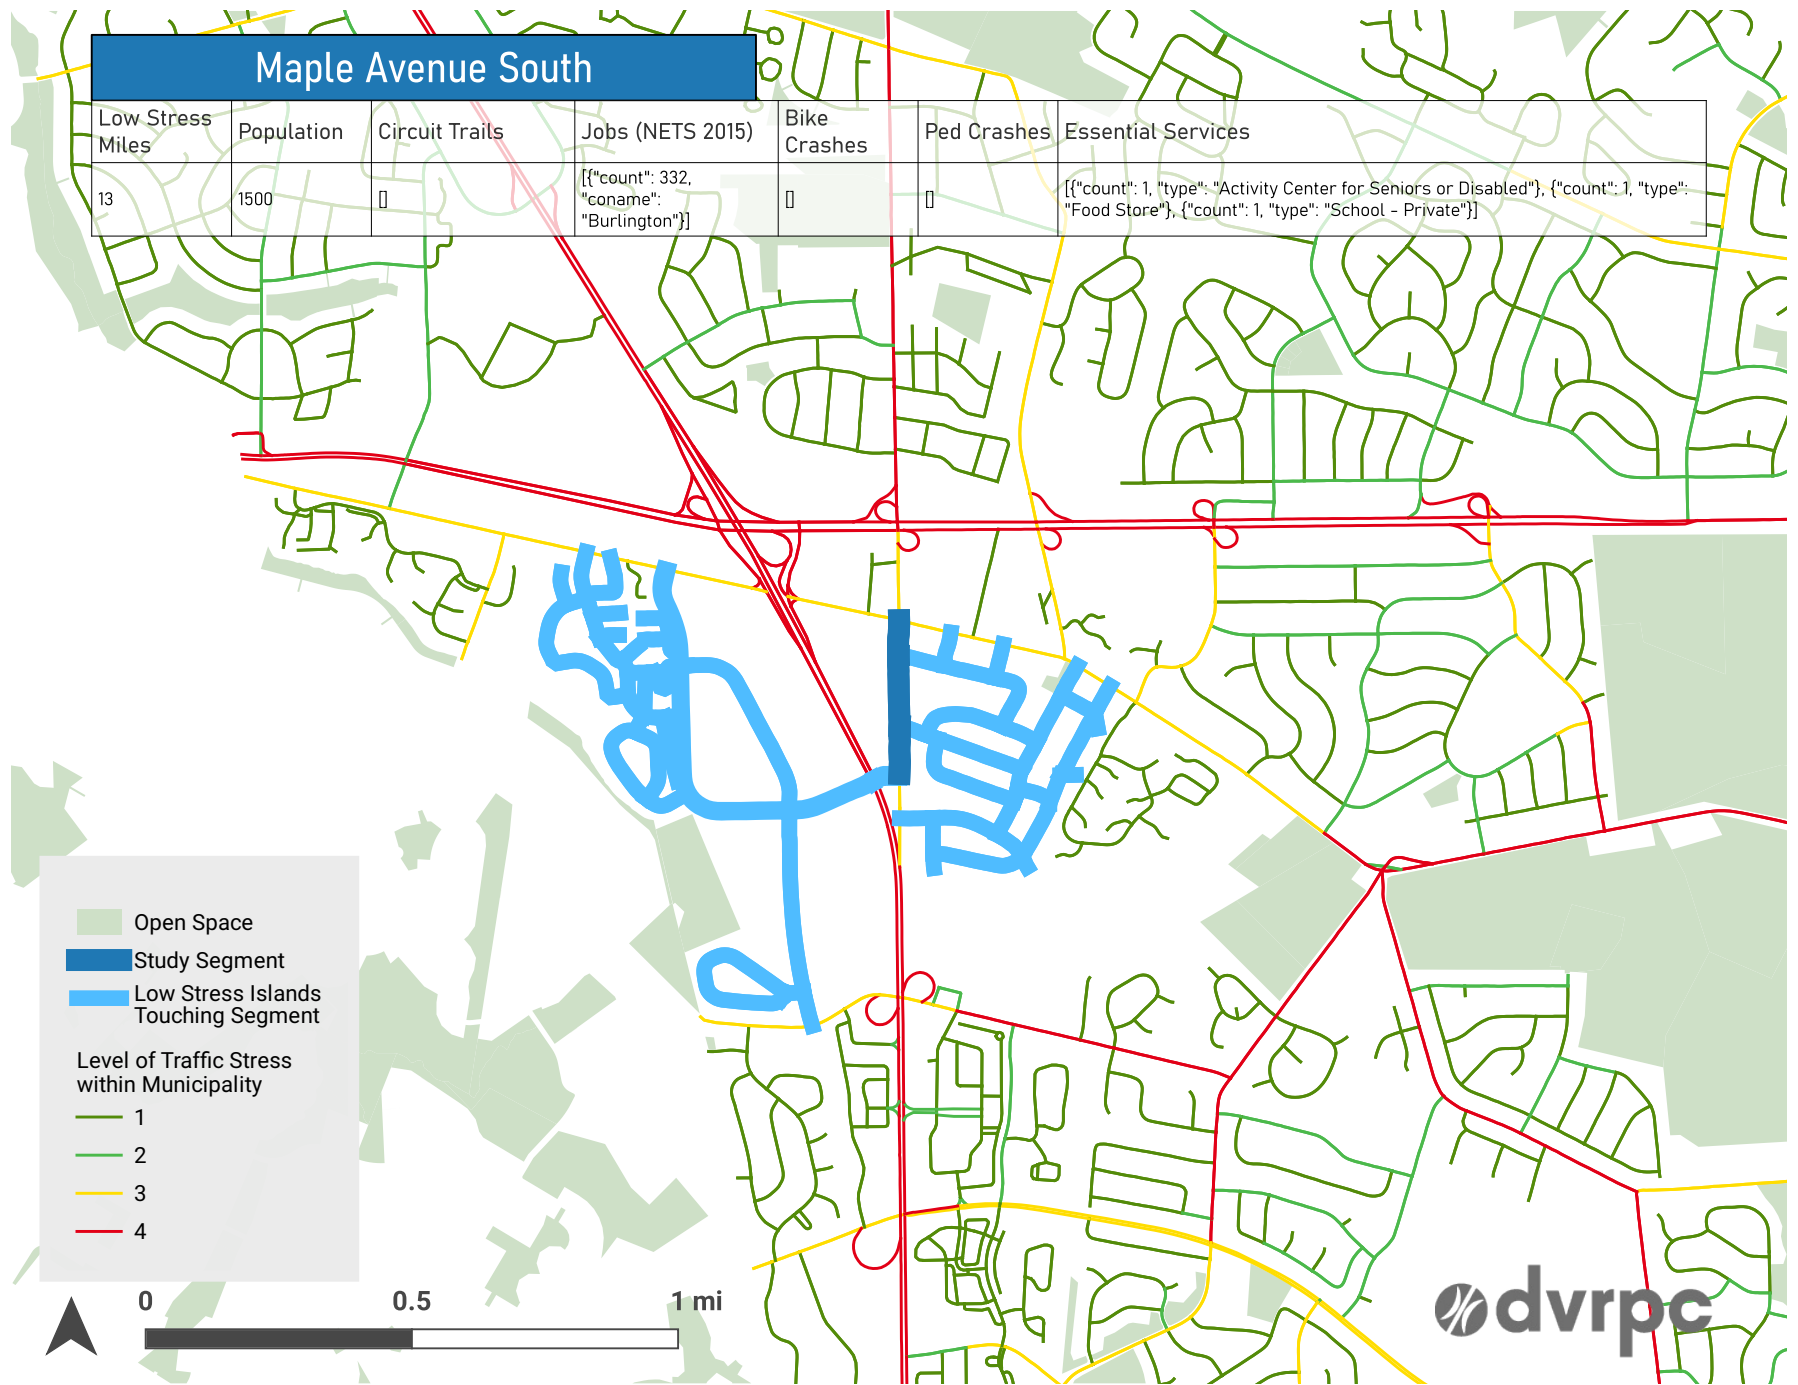 Maple Avenue South
Low Stress
Miles
Population
Circuit Trails
Jobs (NETS 2015)
Bike
Crashes
Ped Crashes
Essential Services
13
1500
[]
[{"count": 332,
"coname":
"Burlington"}]
[]
[]
[{"count": 1, "type": "Activity Center for Seniors or Disabled"}, {"count": 1, "type":
"Food Store"}, {"count": 1, "type": "School - Private"}]
Open Space
Study Segment
Low Stress Islands
Touching Segment
Level of Traffic Stress
within Municipality
1
2
3
4
0 0.5 1 mi
dvrpc